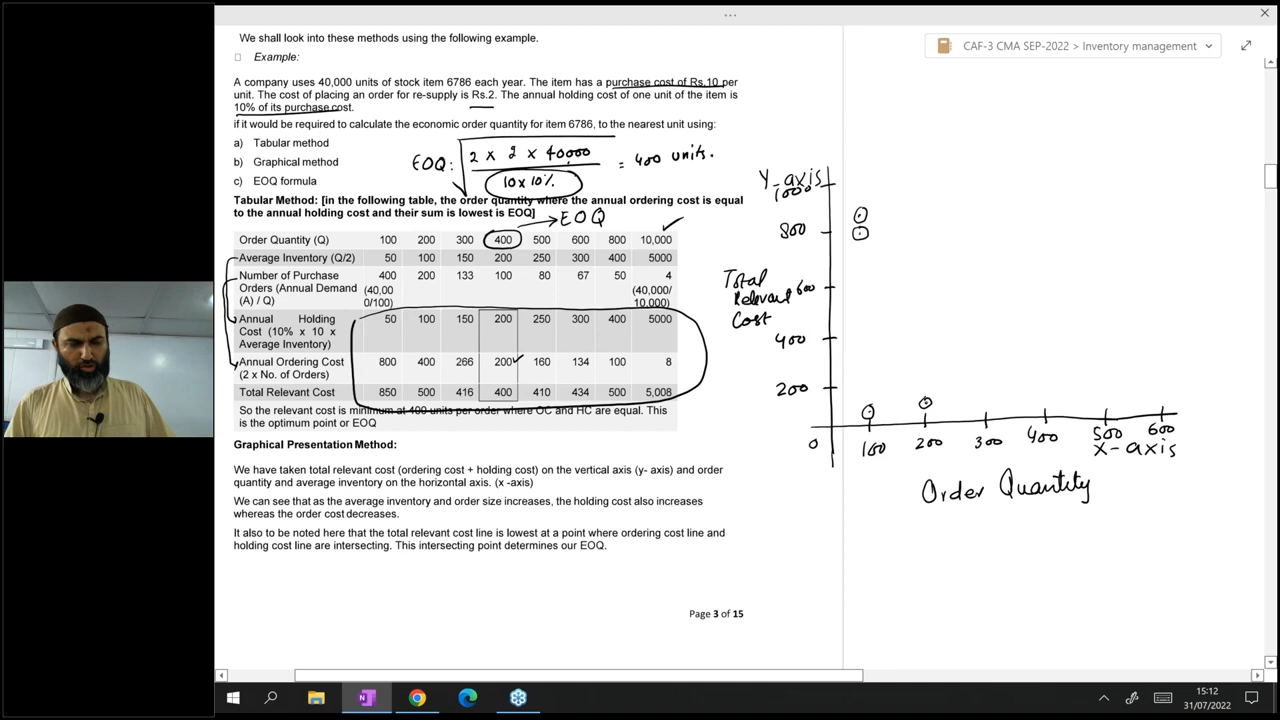 We shall look into these methods using the following example.
CAF-3 CMA SEP-2022 > Inventory management
Example:
A company uses 40,000 units of stock item 6786 each year. The item has a purchase cost of Rs.10 per
unit. The cost of placing an order for re-supply is Rs.2. The annual holding cost of one unit of the item is
10% of its purchase cost.
if it would be required to calculate the economic order quantity for item 6786, to the nearest unit using:
a) Tabular method
b) Graphical method
c) EOQ formula
EOQ: 2 x 2 x 40,000 = 400 units.
10 x 10%
Tabular Method: [in the following table, the order quantity where the annual ordering cost is equal
to the annual holding cost and their sum is lowest is EOQ]
EOQ
Order Quantity (Q) 100 200 300 400 500 600 800 10,000
Average Inventory (Q/2) 50 100 150 200 250 300 400 5000
Number of Purchase 400 200 133 100 80 67 50 4
Orders (Annual Demand (40,00 (40,000/
(A) / Q) 0/100) 10,000)
Annual Holding 50 100 150 200 250 300 400 5000
Cost (10% x 10 x
Average Inventory)
Annual Ordering Cost 800 400 266 200 160 134 100 8
(2 x No. of Orders)
Total Relevant Cost 850 500 416 400 410 434 500 5,008
So the relevant cost is minimum at 400 units per order where OC and HC are equal. This
is the optimum point or EOQ
Graphical Presentation Method:
We have taken total relevant cost (ordering cost + holding cost) on the vertical axis (y- axis) and order
quantity and average inventory on the horizontal axis. (x -axis)
We can see that as the average inventory and order size increases, the holding cost also increases
whereas the order cost decreases.
It also to be noted here that the total relevant cost line is lowest at a point where ordering cost line and
holding cost line are intersecting. This intersecting point determines our EOQ.
Page 3 of 15
Y-axis
1000
800
Total
Relevant 600
Cost
400
200
0 100 200 300 400 500 600
x-axis
Order Quantity
15:12
31/07/2022